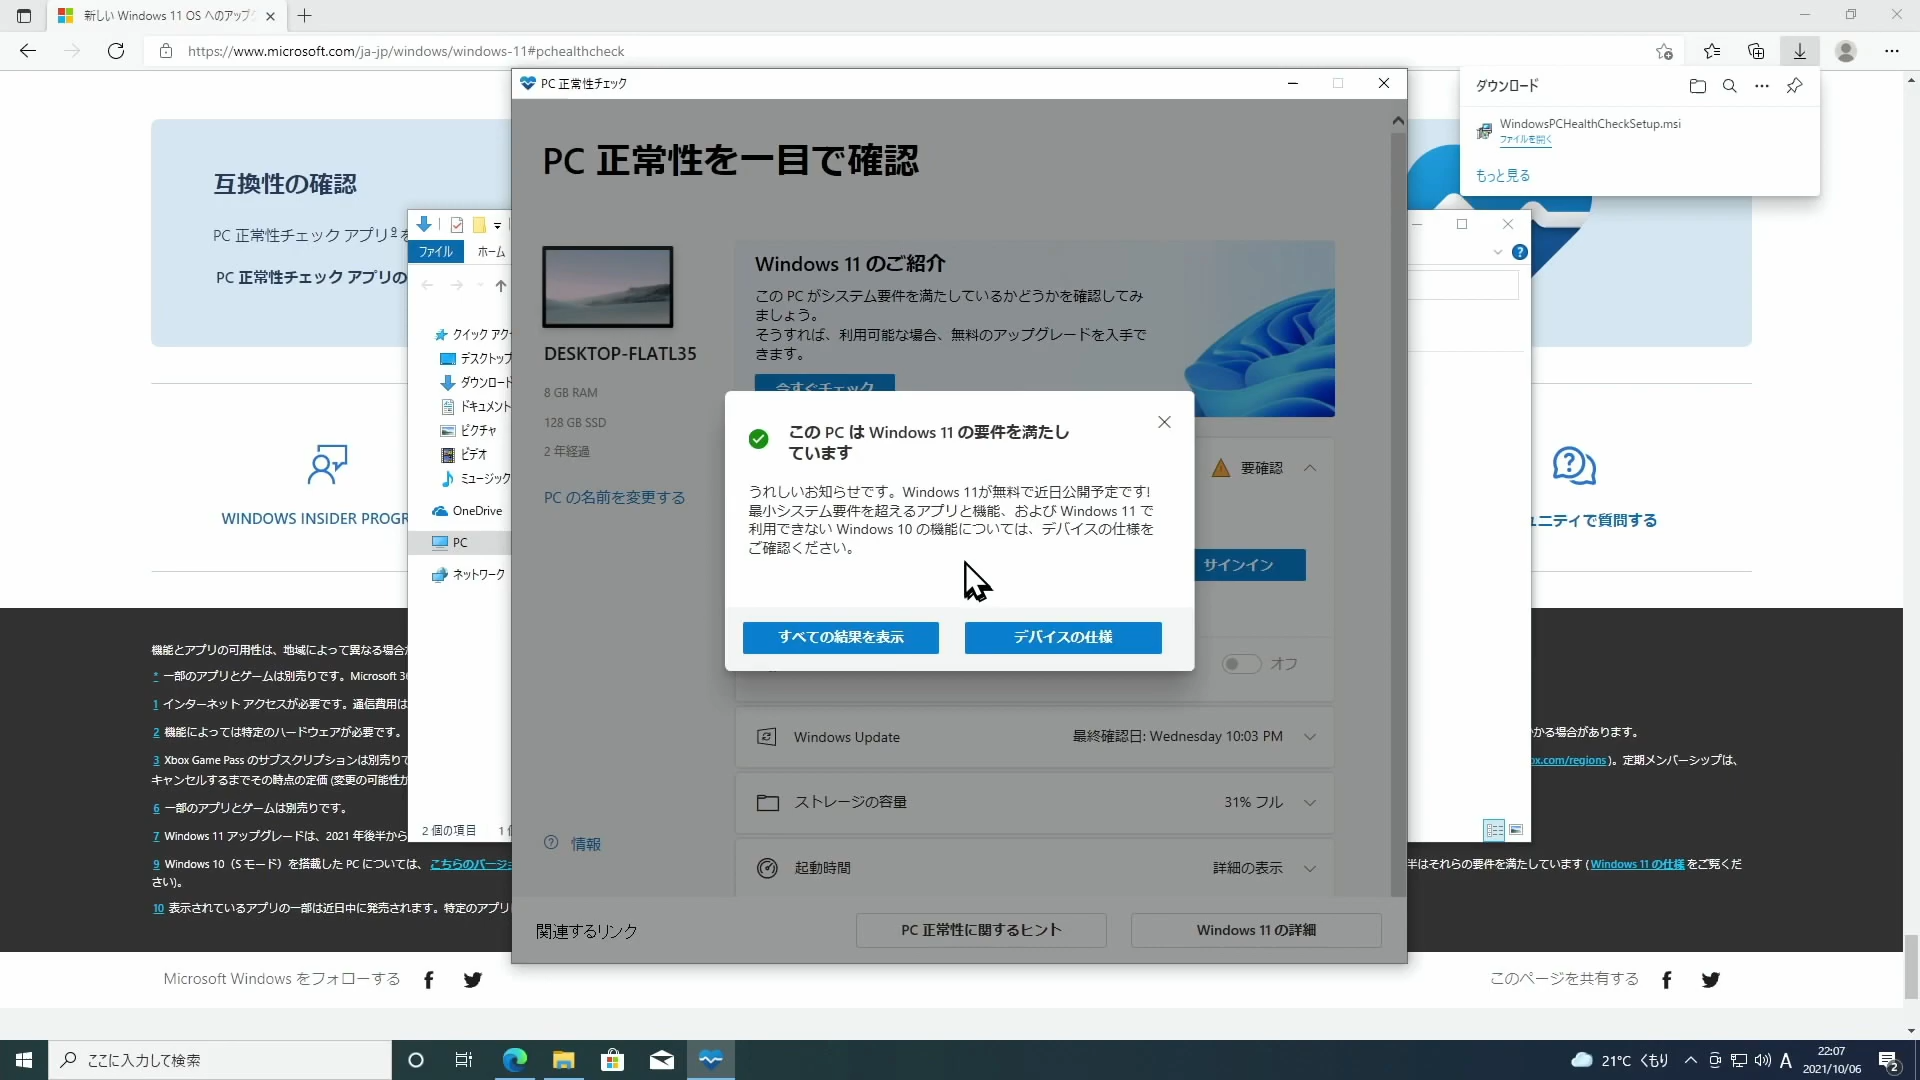 新しい Windows 11 OS へのアップ
https://www.microsoft.com/ja-jp/windows/windows-11#pchealthcheck
ダウンロード
WindowsPCHealthCheckSetup.msi
ファイルを開く
もっと見る
互換性の確認
PC 正常性チェック アプリ9 を
PC 正常性チェック アプリの
WINDOWS INSIDER PROGR
ュニティで質問する
ファイル
ホーム
クイック アク
デスクトップ
ダウンロード
ドキュメント
ピクチャ
ビデオ
ミュージック
OneDrive
PC
ネットワーク
2 個の項目
PC 正常性チェック
PC 正常性を一目で確認
DESKTOP-FLATL35
8 GB RAM
128 GB SSD
2 年経過
PC の名前を変更する
情報
Windows 11 のご紹介
この PC がシステム要件を満たしているかどうかを確認してみ
ましょう。
そうすれば、利用可能な場合、無料のアップグレードを入手で
きます。
今すぐチェック
要確認
サインイン
オフ
この PC は Windows 11 の要件を満たし
ています
うれしいお知らせです。Windows 11が無料で近日公開予定です!
最小システム要件を超えるアプリと機能、および Windows 11 で
利用できない Windows 10 の機能については、デバイスの仕様を
ご確認ください。
すべての結果を表示
デバイスの仕様
Windows Update
最終確認日: Wednesday 10:03 PM
ストレージの容量
31% フル
起動時間
詳細の表示
関連するリンク
PC 正常性に関するヒント
Windows 11 の詳細
機能とアプリの可用性は、地域によって異なる場合が
* 一部のアプリとゲームは別売りです。Microsoft 36
1 インターネット アクセスが必要です。通信費用は
2 機能によっては特定のハードウェアが必要です。
かる場合があります。
3 Xbox Game Pass のサブスクリプションは別売りで
ox.com/regions)。定期メンバーシップは、
キャンセルするまでその時点の定価 (変更の可能性が
6 一部のアプリとゲームは別売りです。
7 Windows 11 アップグレードは、2021 年後半から
9 Windows 10（S モード）を搭載した PC については、こちらのバージョ
半はそれらの要件を満たしています (Windows 11 の仕様 をご覧くだ
さい)。
10 表示されているアプリの一部は近日中に発売されます。特定のアプリ
Microsoft Windows をフォローする
このページを共有する
ここに入力して検索
21°C くもり
A
22:07
2021/10/06
2